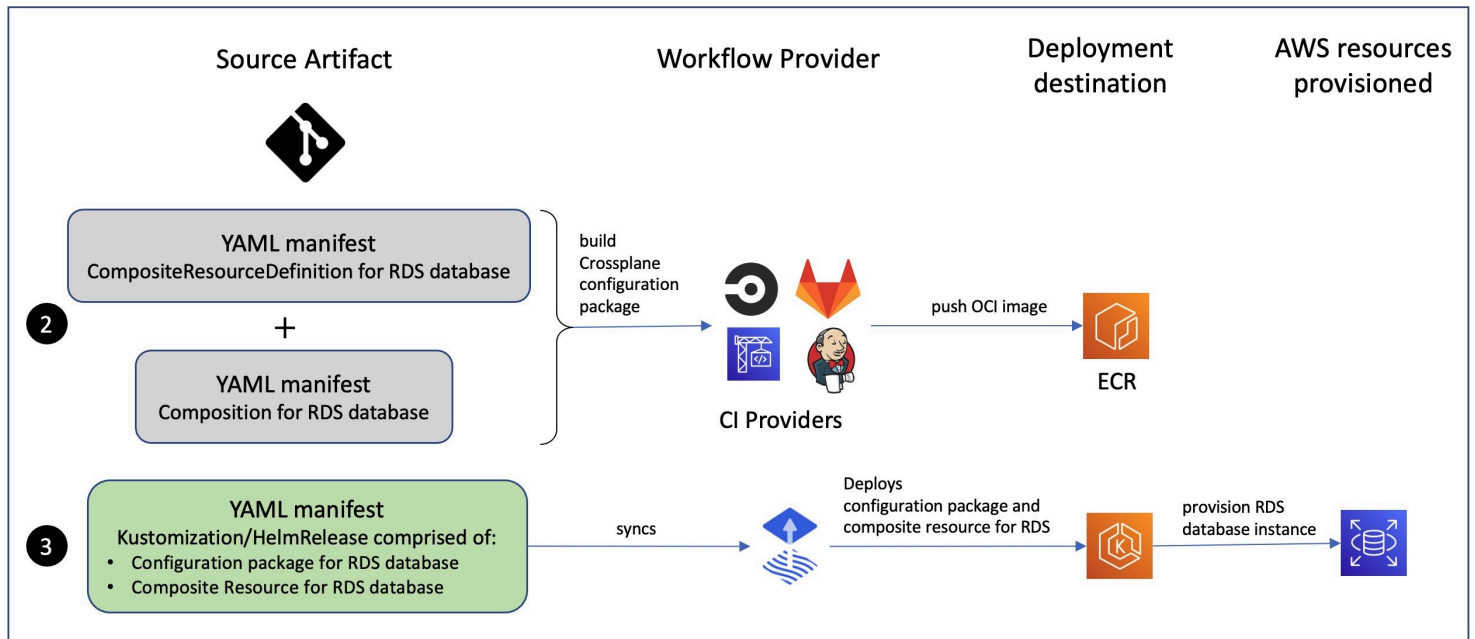 Source Artifact
Workflow Provider
Deployment
destination
AWS resources
provisioned
YAML manifest
CompositeResourceDefinition for RDS database
2
+
YAML manifest
Composition for RDS database
build
Crossplane
configuration
package
</>
CI Providers
push OCI image
ECR
3
YAML manifest
Kustomization/HelmRelease comprised of:
• Configuration package for RDS database
• Composite Resource for RDS database
syncs
Deploys
configuration package and
composite resource for RDS
K
provision RDS
database instance